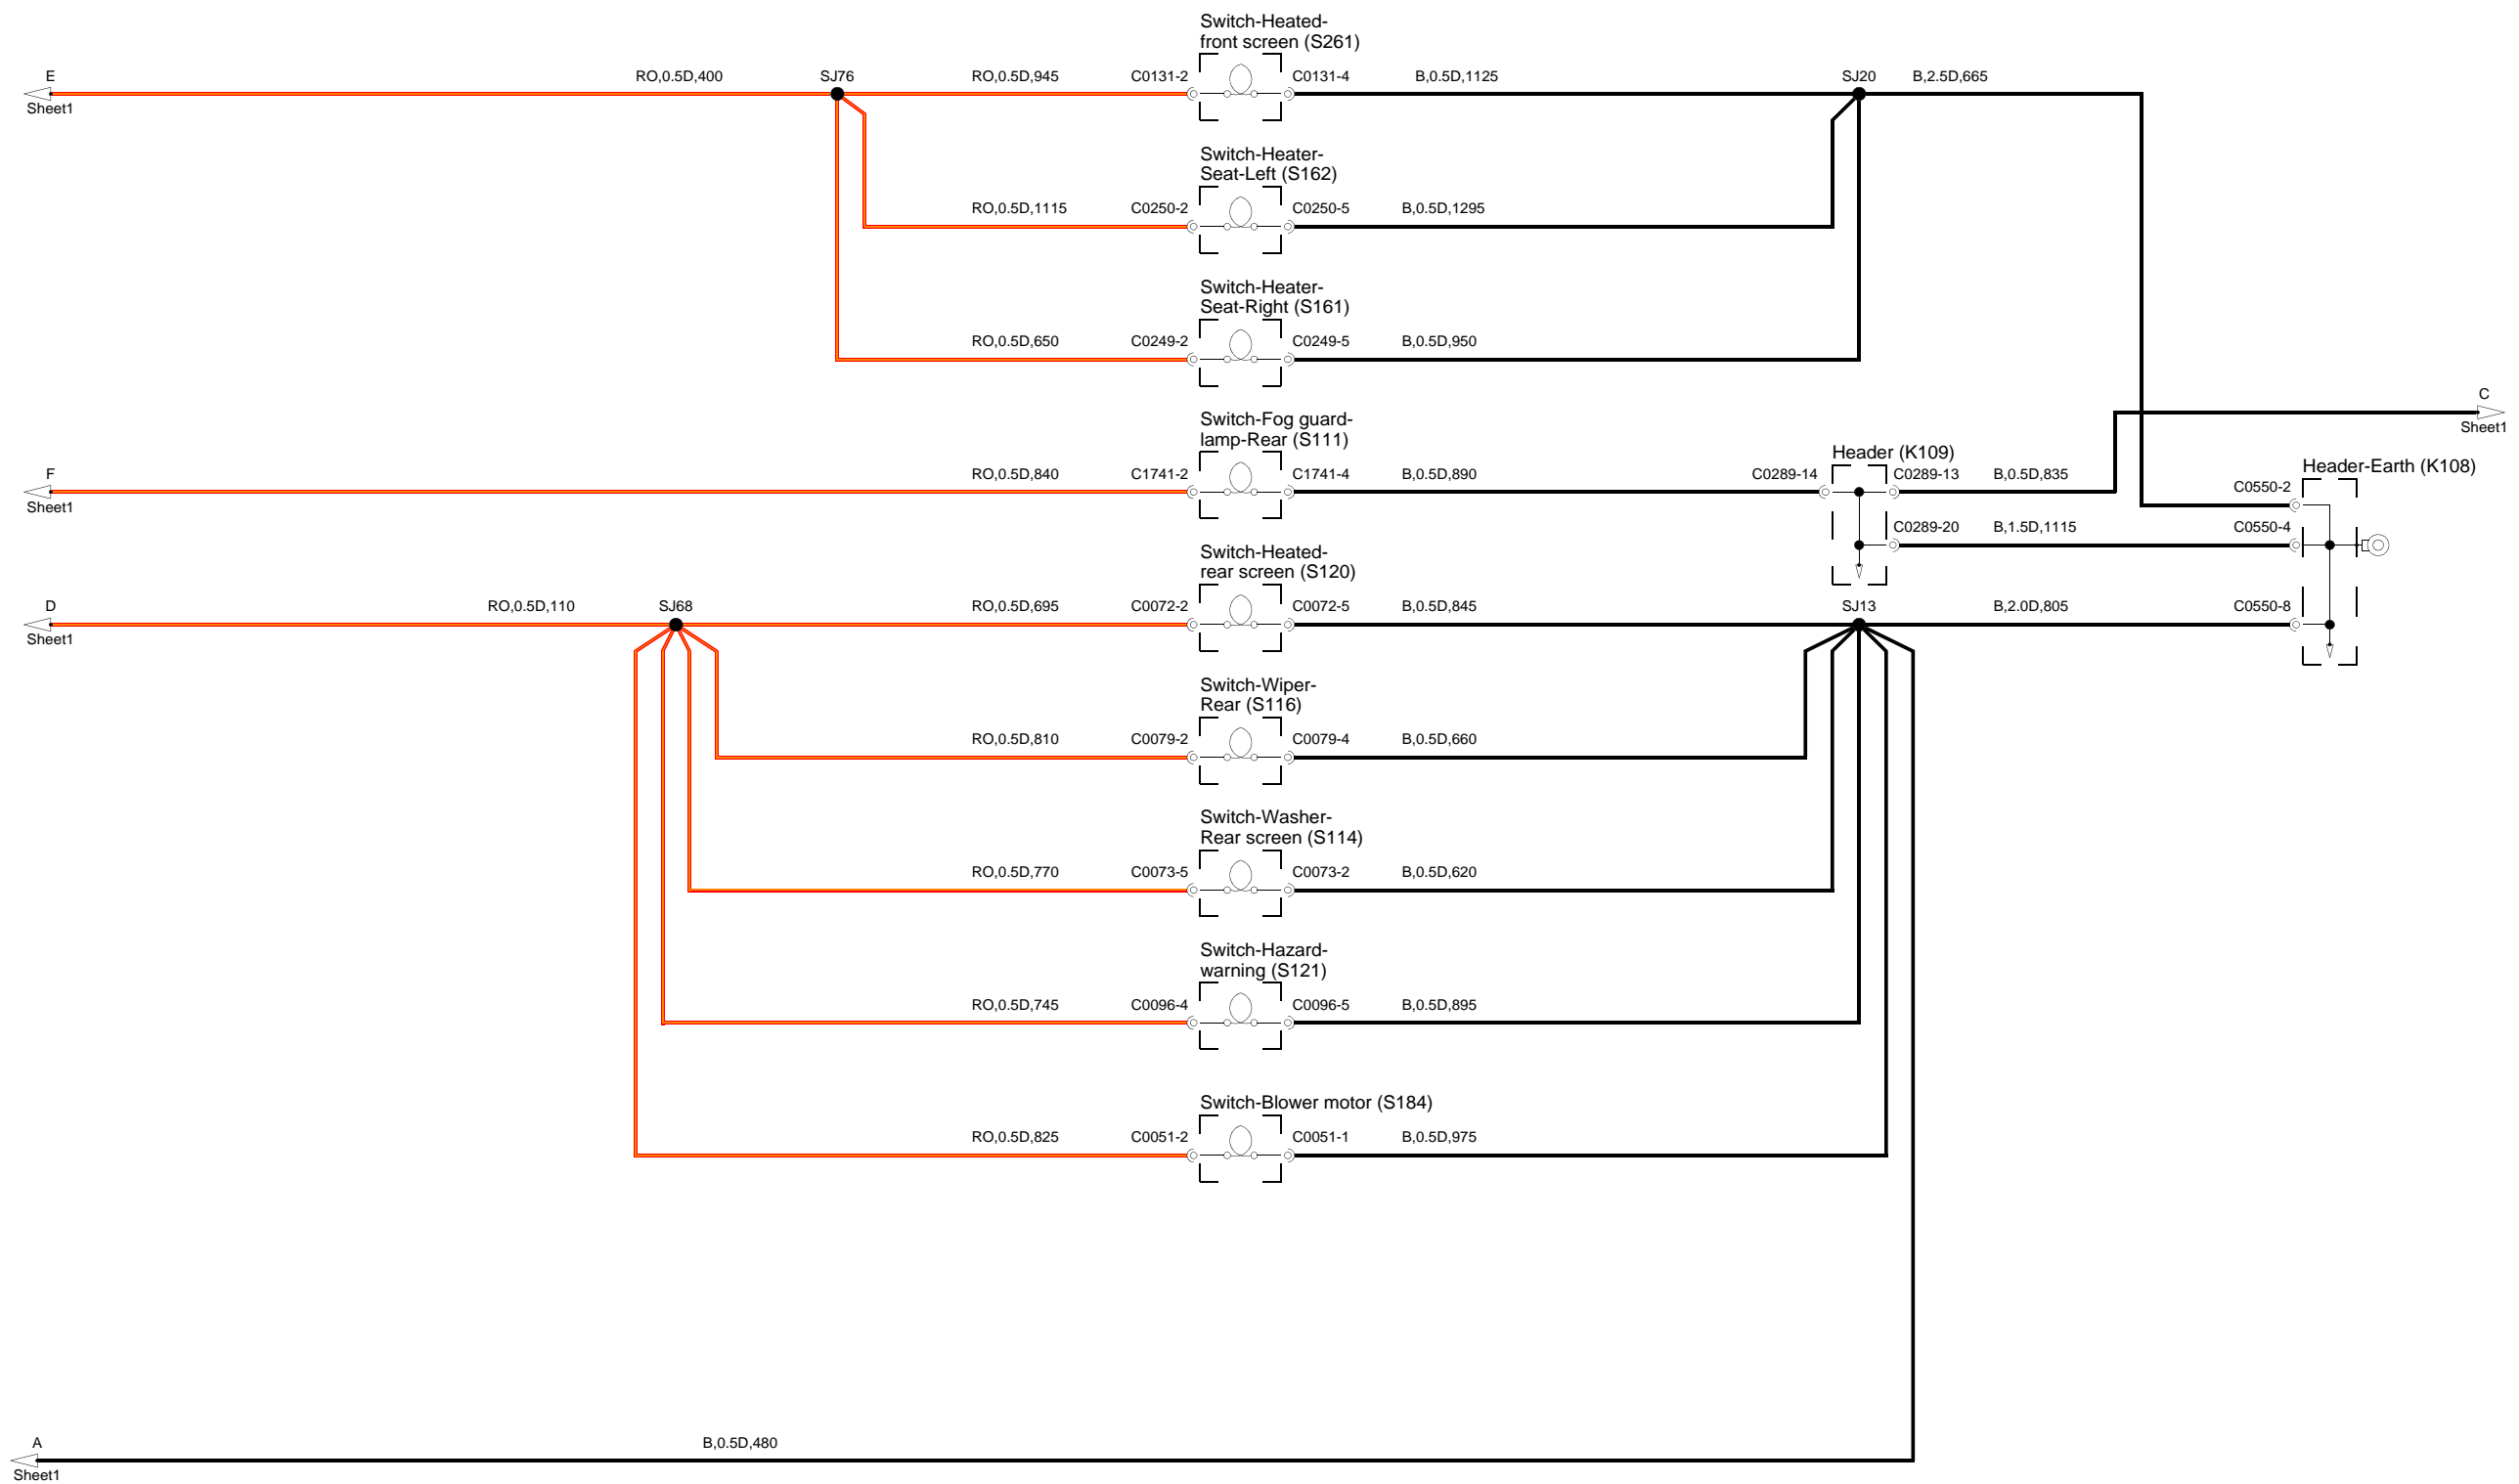 Switch-Heated-
front screen (S261)
E
RO,0.5D,400
SJ76
RO,0.5D,945
C0131-2
C0131-4
B,0.5D,1125
SJ20
B,2.5D,665
Sheet1
Switch-Heater-
Seat-Left (S162)
RO,0.5D,1115
C0250-2
C0250-5
B,0.5D,1295
Switch-Heater-
Seat-Right (S161)
RO,0.5D,650
C0249-2
C0249-5
B,0.5D,950
C
Sheet1
Switch-Fog guard-
lamp-Rear (S111)
Header (K109)
Header-Earth (K108)
F
RO,0.5D,840
C1741-2
C1741-4
B,0.5D,890
C0289-14
C0289-13
B,0.5D,835
C0550-2
Sheet1
C0289-20
B,1.5D,1115
C0550-4
Switch-Heated-
rear screen (S120)
D
RO,0.5D,110
SJ68
RO,0.5D,695
C0072-2
C0072-5
B,0.5D,845
SJ13
B,2.0D,805
C0550-8
Sheet1
Switch-Wiper-
Rear (S116)
RO,0.5D,810
C0079-2
C0079-4
B,0.5D,660
Switch-Washer-
Rear screen (S114)
RO,0.5D,770
C0073-5
C0073-2
B,0.5D,620
Switch-Hazard-
warning (S121)
RO,0.5D,745
C0096-4
C0096-5
B,0.5D,895
Switch-Blower motor (S184)
RO,0.5D,825
C0051-2
C0051-1
B,0.5D,975
A
B,0.5D,480
Sheet1